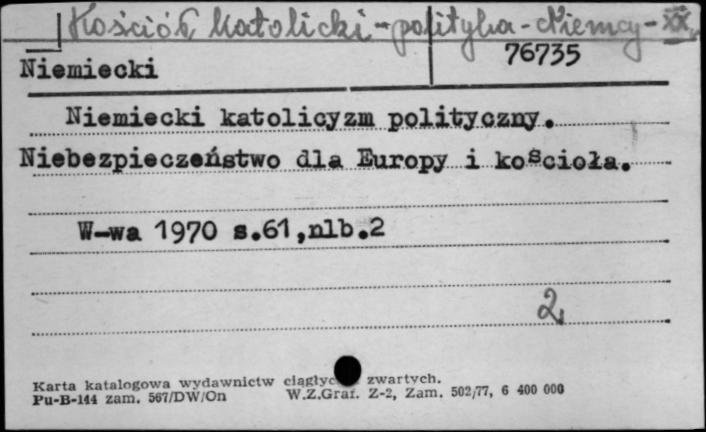 Kościół Katolicki - polityka - Niemcy - XX w.
76735
Niemiecki
Niemiecki katolicyzm polityczny.
Niebezpieczeństwo dla Europy i kościoła.
W-wa 1970 s.61,nlb.2
2
Karta katalogowa wydawnictw ciągłyc zwartych.
Pu-B-144 zam. 567/DW/On W.Z.Graf. Z-2, Zam. 502/77, 6 400 000